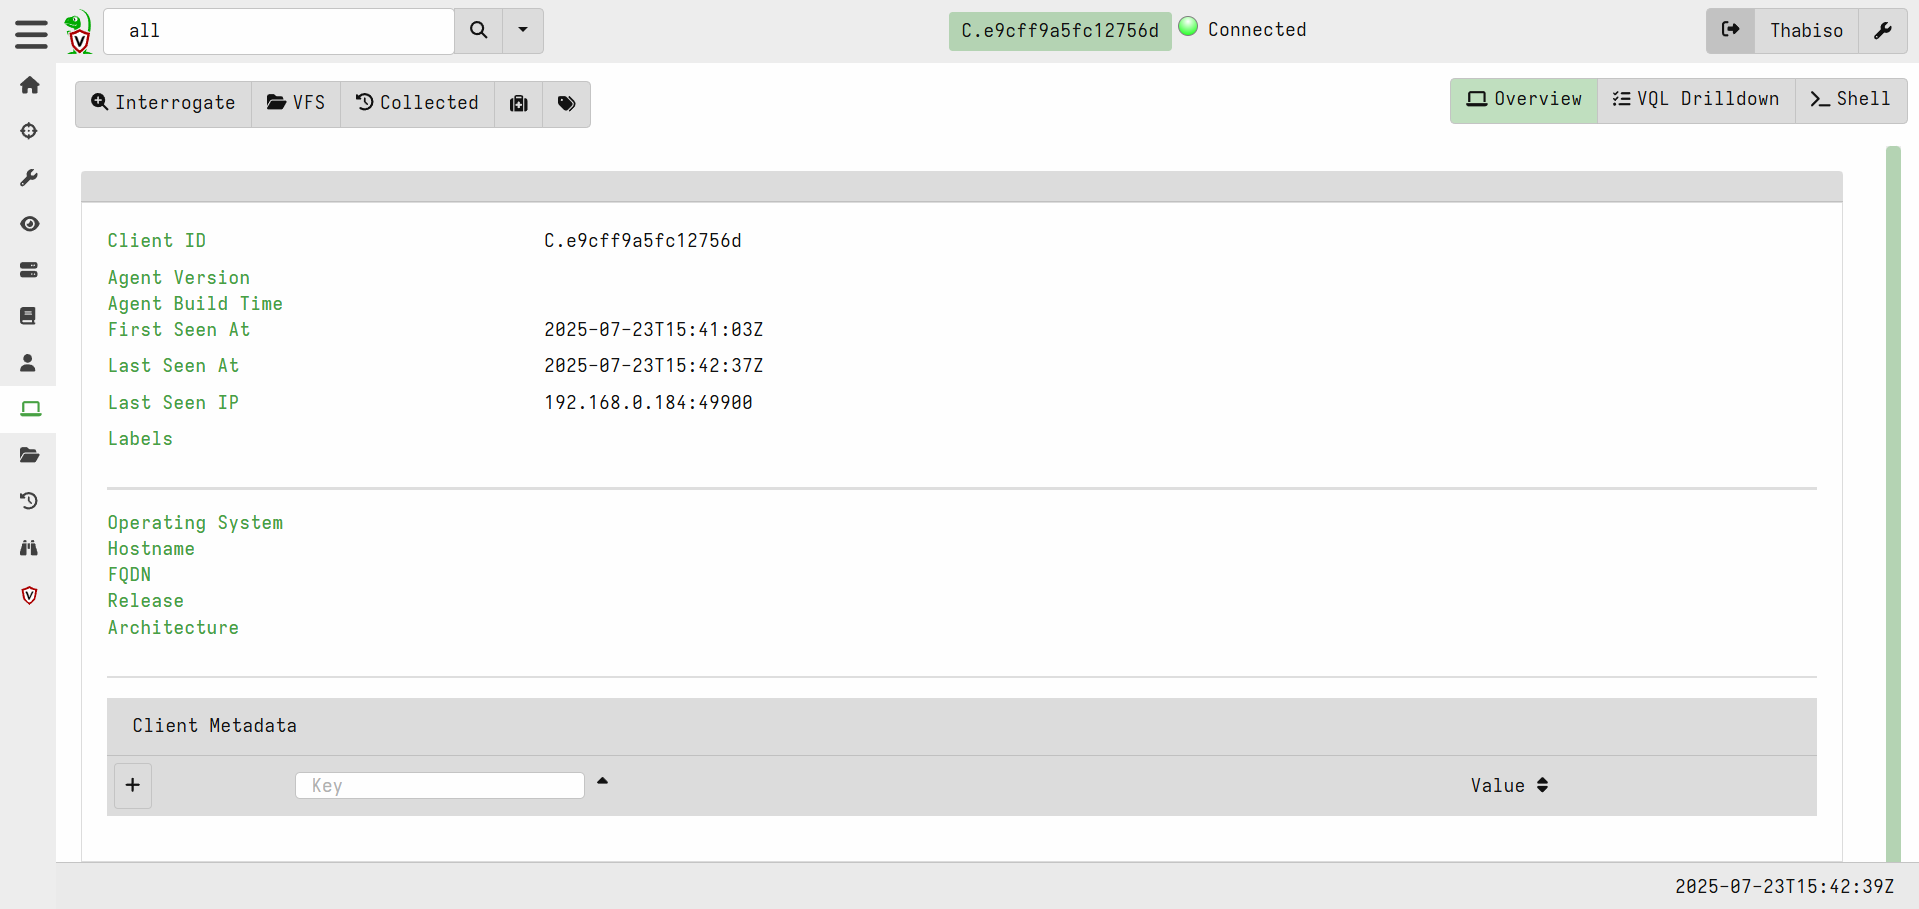 all
C.e9cff9a5fc12756d Connected
Thabiso
Interrogate VFS Collected
Overview VQL Drilldown Shell
Client ID C.e9cff9a5fc12756d
Agent Version
Agent Build Time
First Seen At 2025-07-23T15:41:03Z
Last Seen At 2025-07-23T15:42:37Z
Last Seen IP 192.168.0.184:49900
Labels
Operating System
Hostname
FQDN
Release
Architecture
Client Metadata
Key Value
2025-07-23T15:42:39Z